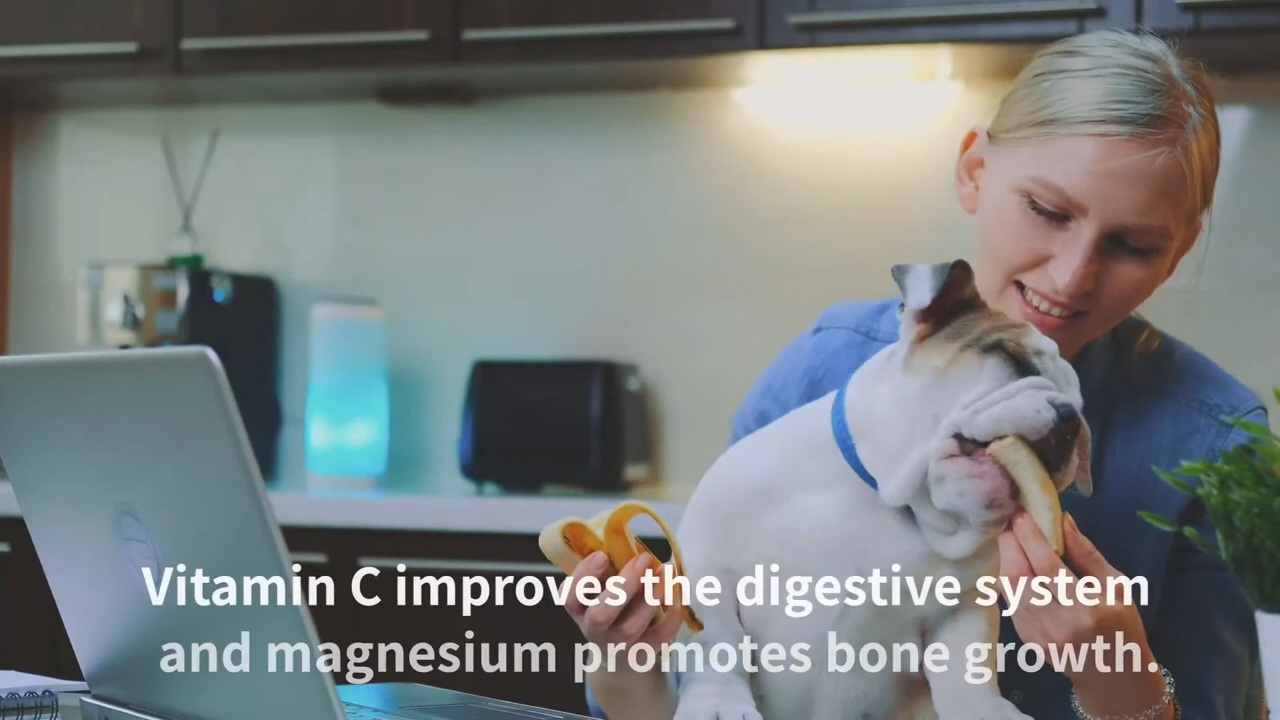 Vitamin C improves the digestive system
and magnesium promotes bone growth.